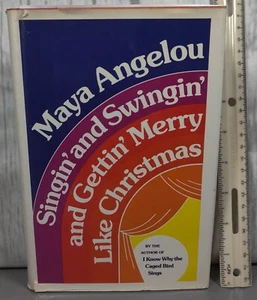 Maya Angelou
Singin' and Swingin'
and Gettin' Merry
Like Christmas
BY THE
AUTHOR OF
I Know Why the
Caged Bird
Sings